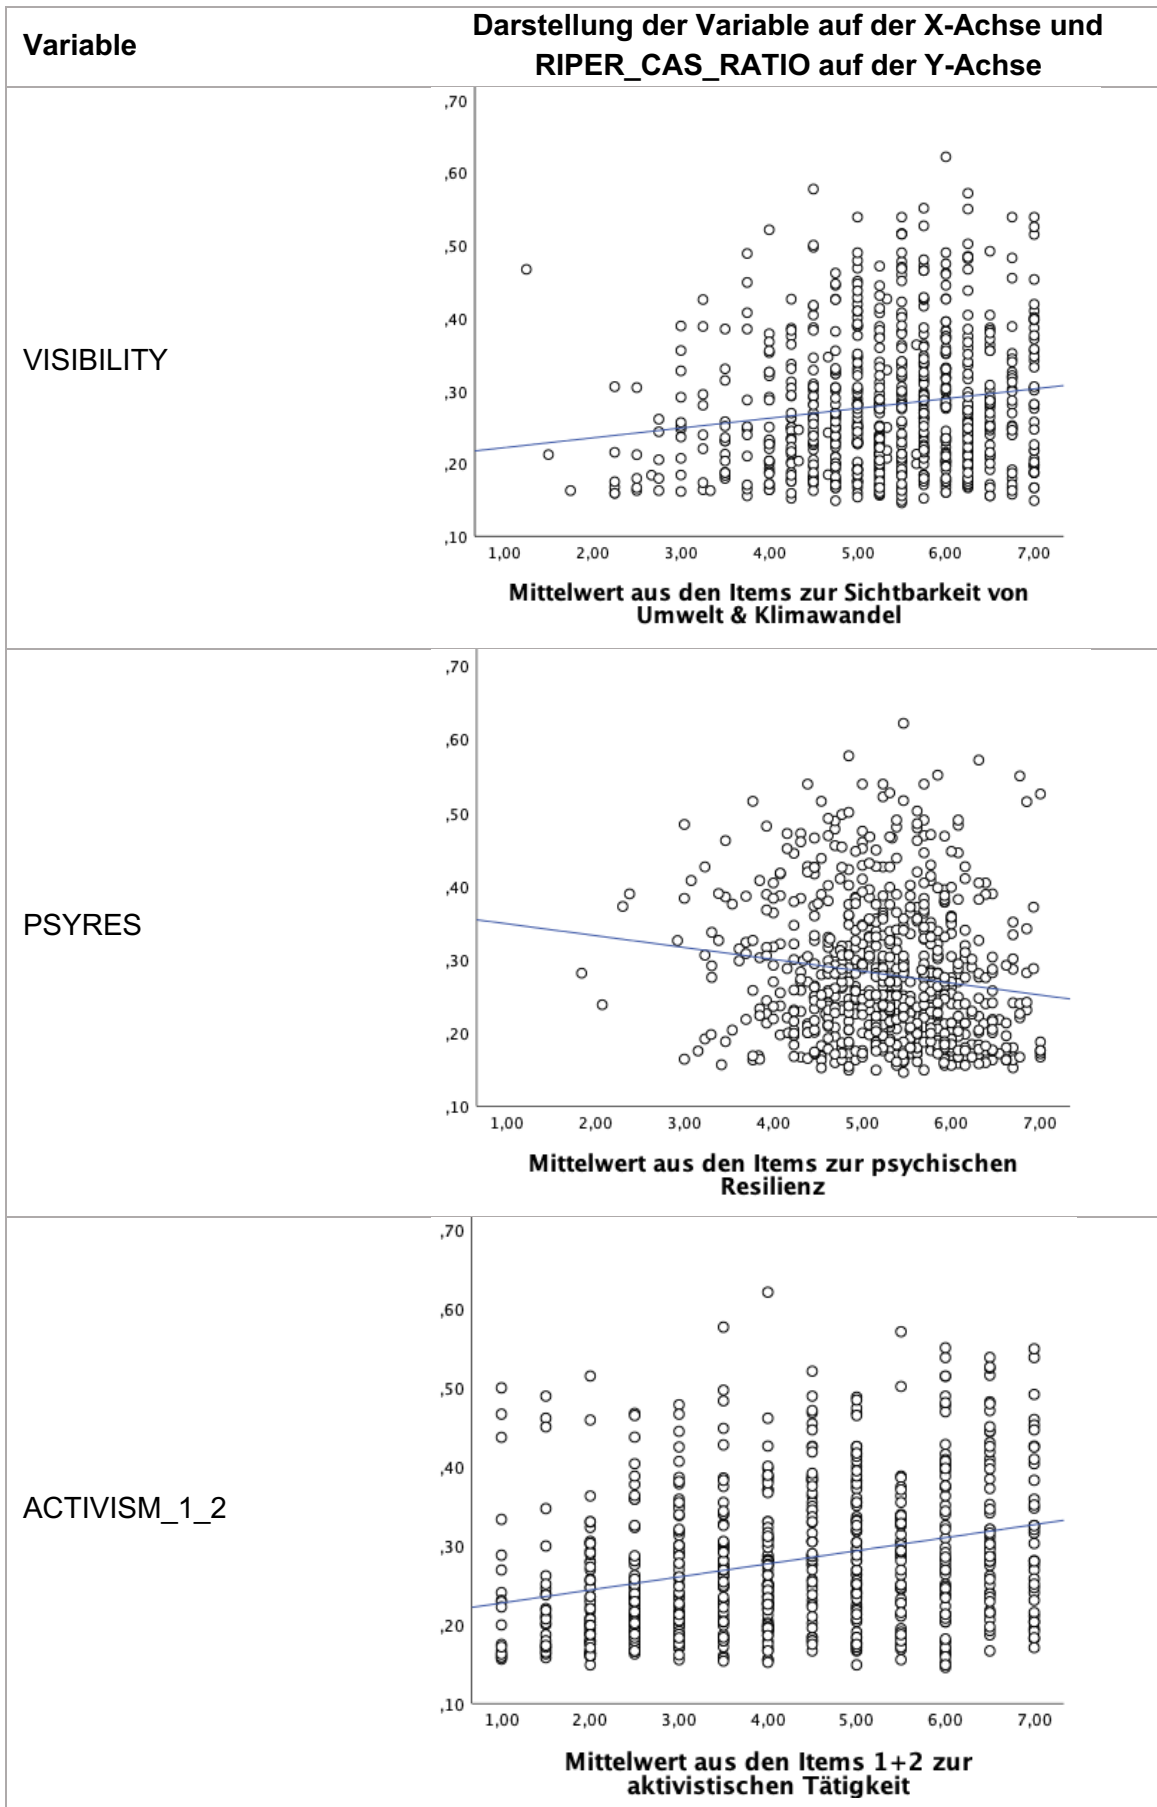 Variable
Darstellung der Variable auf der X-Achse und
RIPER_CAS_RATIO auf der Y-Achse
VISIBILITY
,70
,60
,50
,40
,30
,20
,10
1,00 2,00 3,00 4,00 5,00 6,00 7,00
Mittelwert aus den Items zur Sichtbarkeit von
Umwelt & Klimawandel
PSYRES
,70
,60
,50
,40
,30
,20
,10
1,00 2,00 3,00 4,00 5,00 6,00 7,00
Mittelwert aus den Items zur psychischen
Resilienz
ACTIVISM_1_2
,70
,60
,50
,40
,30
,20
,10
1,00 2,00 3,00 4,00 5,00 6,00 7,00
Mittelwert aus den Items 1+2 zur
aktivistischen Tätigkeit